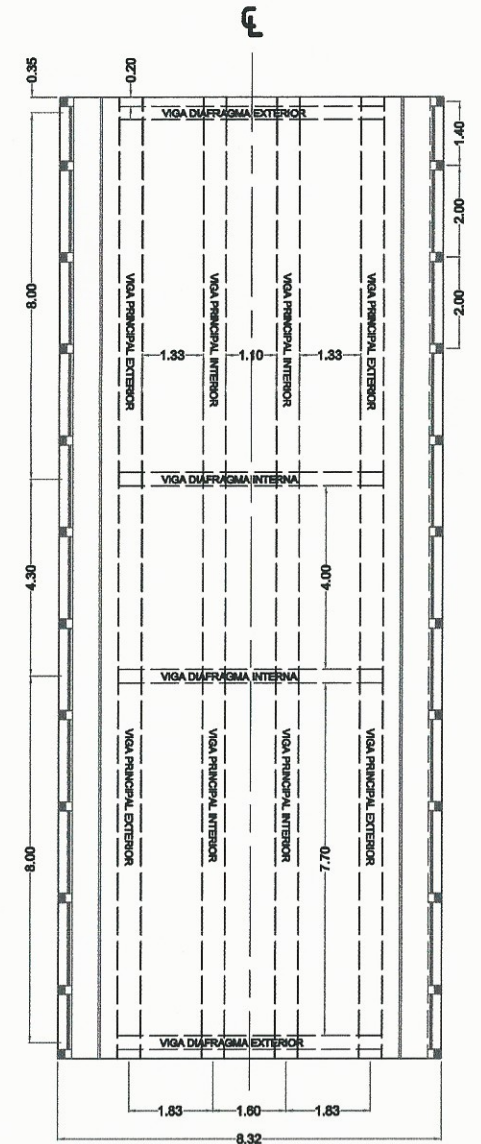 ℄
0.35
0.20
VIGA DIAFRAGMA EXTERIOR
1.40
2.00
2.00
8.00
VIGA PRINCIPAL EXTERIOR
VIGA PRINCIPAL INTERIOR
VIGA PRINCIPAL INTERIOR
VIGA PRINCIPAL EXTERIOR
1.33
1.10
1.33
VIGA DIAFRAGMA INTERNA
4.30
4.00
VIGA DIAFRAGMA INTERNA
VIGA PRINCIPAL EXTERIOR
VIGA PRINCIPAL INTERIOR
VIGA PRINCIPAL INTERIOR
VIGA PRINCIPAL EXTERIOR
8.00
7.70
VIGA DIAFRAGMA EXTERIOR
1.83
1.60
1.83
8.32